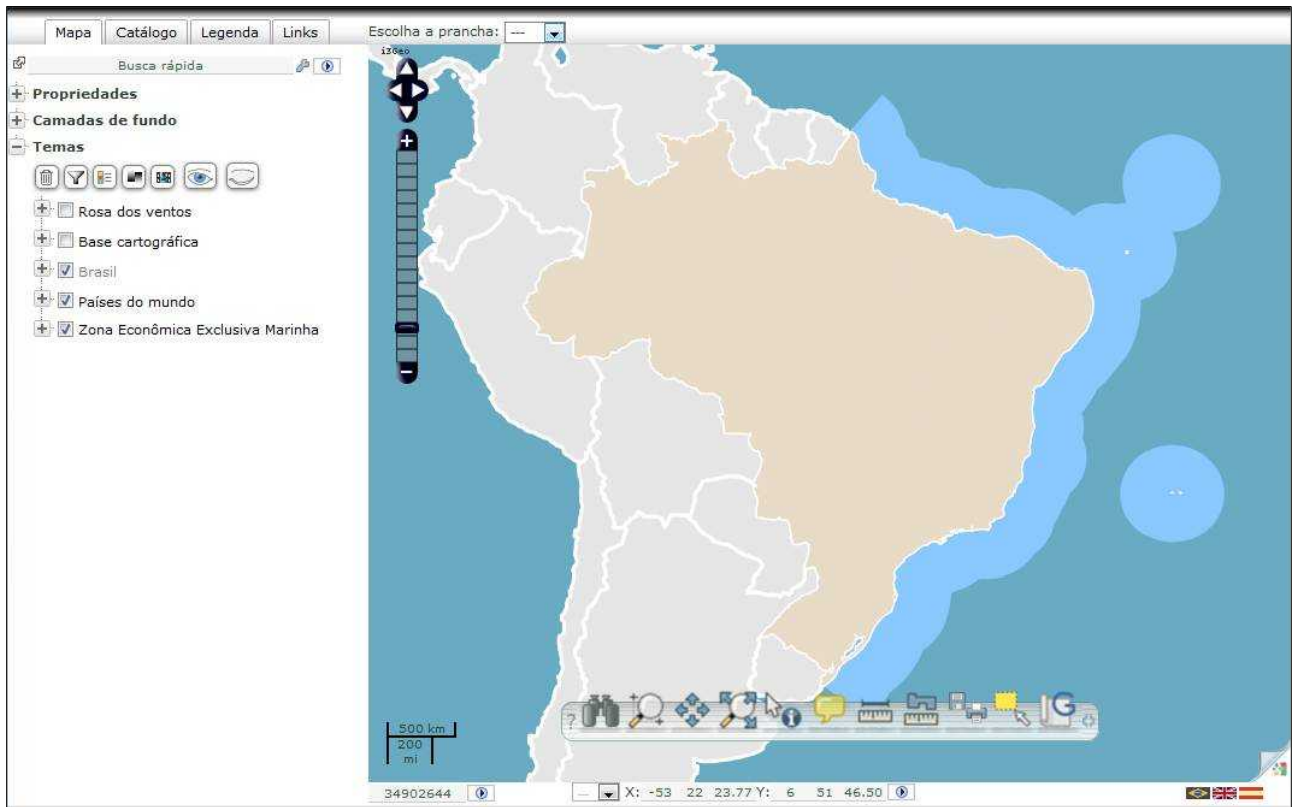 Mapa Catálogo Legenda Links Escolha a prancha: ---
i3Geo
Busca rápida
Propriedades
Camadas de fundo
Temas
Rosa dos ventos
Base cartográfica
Brasil
Países do mundo
Zona Econômica Exclusiva Marinha
?
G
500 km
200
mi
34902644 --- X: -53 22 23.77 Y: 6 51 46.50